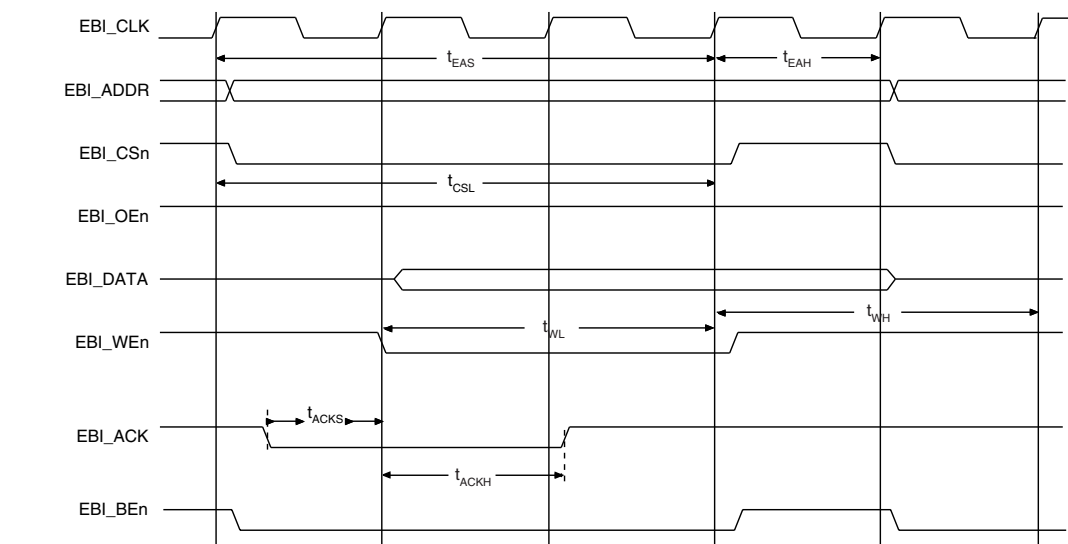 EBI_CLK
t_EAS
t_EAH
EBI_ADDR
EBI_CSn
t_CSL
EBI_OEn
EBI_DATA
t_WH
t_WL
EBI_WEn
t_ACKS
EBI_ACK
t_ACKH
EBI_BEn